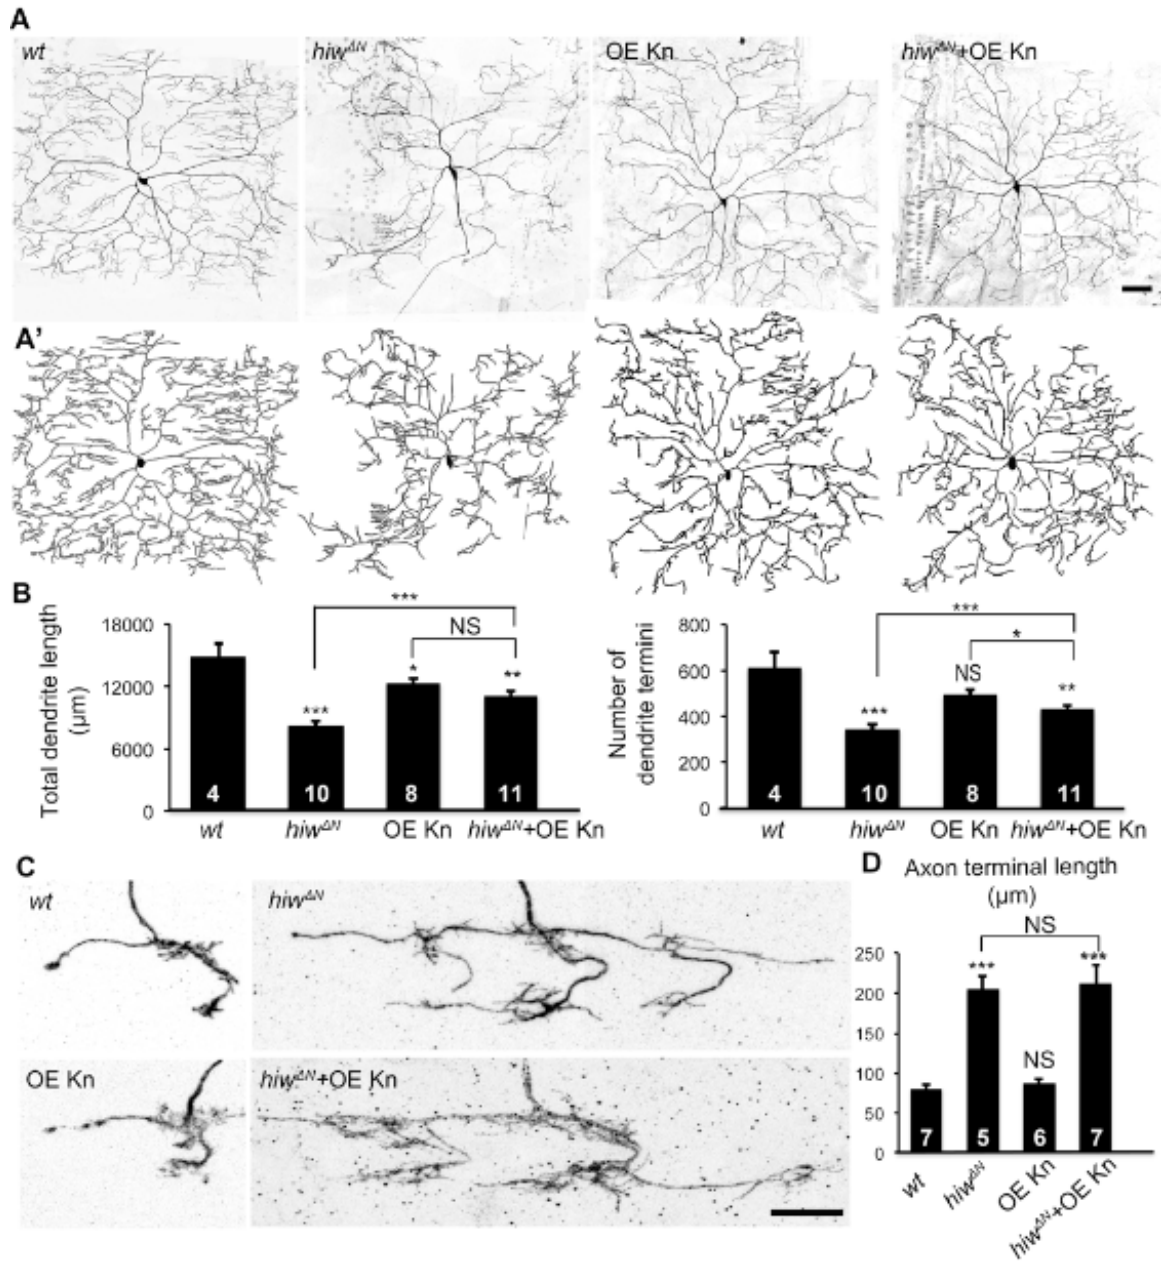 A
wt
hiwΔN
OE Kn
hiwΔN+OE Kn
A'
B
Total dendrite length
(µm)
18000
12000
6000
0
***
NS
***
*
**
4
10
8
11
wt
hiwΔN
OE Kn
hiwΔN+OE Kn
Number of
dendrite termini
800
600
400
200
0
***
*
***
NS
**
4
10
8
11
wt
hiwΔN
OE Kn
hiwΔN+OE Kn
C
wt
hiwΔN
OE Kn
hiwΔN+OE Kn
D
Axon terminal length
(µm)
250
200
150
100
50
0
NS
***
NS
***
7
5
6
7
wt
hiwΔN
OE Kn
hiwΔN+OE Kn